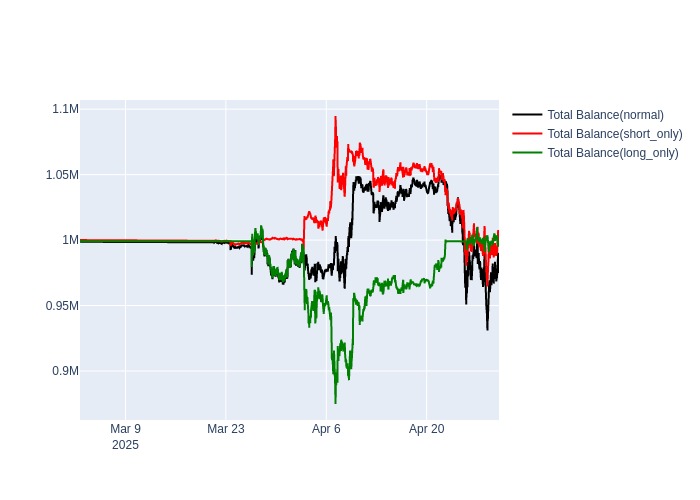 1.1M
1.05M
1M
0.95M
0.9M
Mar 9
2025
Mar 23
Apr 6
Apr 20
Total Balance(normal)
Total Balance(short_only)
Total Balance(long_only)